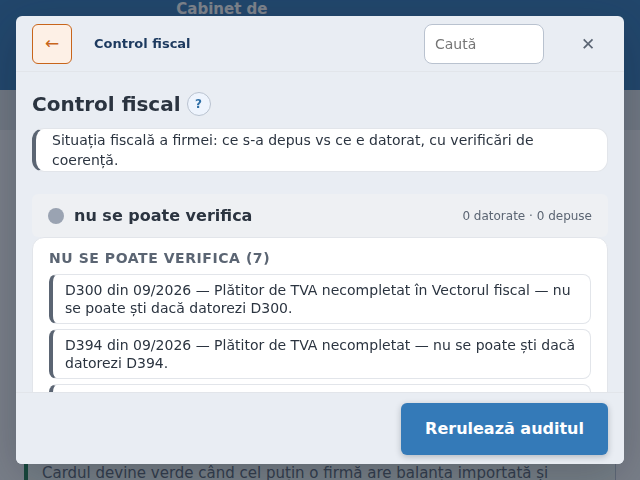 Cabinet de
←
Control fiscal
Caută
✕
Control fiscal
?
Situația fiscală a firmei: ce s-a depus vs ce e datorat, cu verificări de
coerență.
nu se poate verifica
0 datorate · 0 depuse
NU SE POATE VERIFICA (7)
D300 din 09/2026 — Plătitor de TVA necompletat în Vectorul fiscal — nu
se poate ști dacă datorezi D300.
D394 din 09/2026 — Plătitor de TVA necompletat — nu se poate ști dacă
datorezi D394.
Rerulează auditul
Cardul devine verde când cel puțin o firmă are balanța importată și